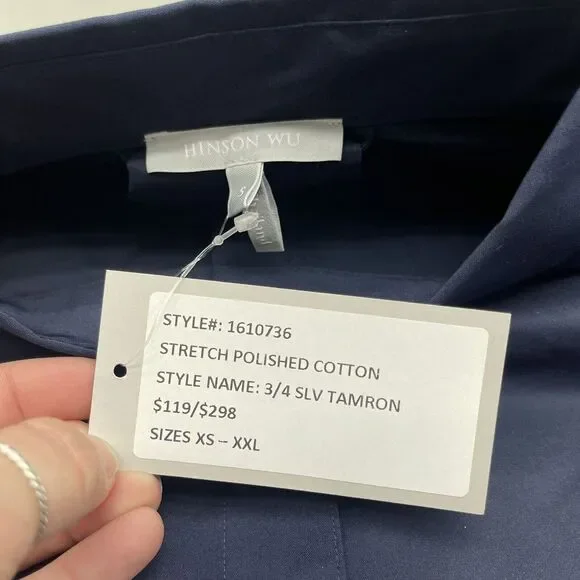 HINSON WU
S
STYLE#: 1610736
STRETCH POLISHED COTTON
STYLE NAME: 3/4 SLV TAMRON
$119/$298
SIZES XS – XXL